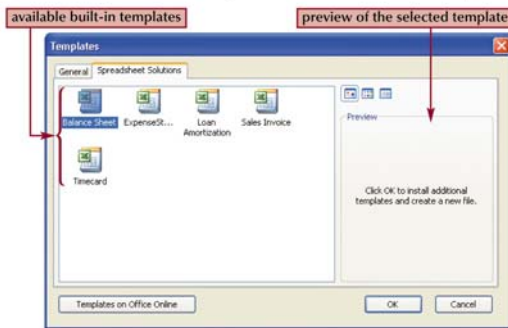 available built-in templates
preview of the selected template
Templates
General
Spreadsheet Solutions
Balance Sheet
ExpenseSt...
Loan
Amortization
Sales Invoice
Timecard
Preview
Click OK to install additional
templates and create a new file.
Templates on Office Online
OK
Cancel